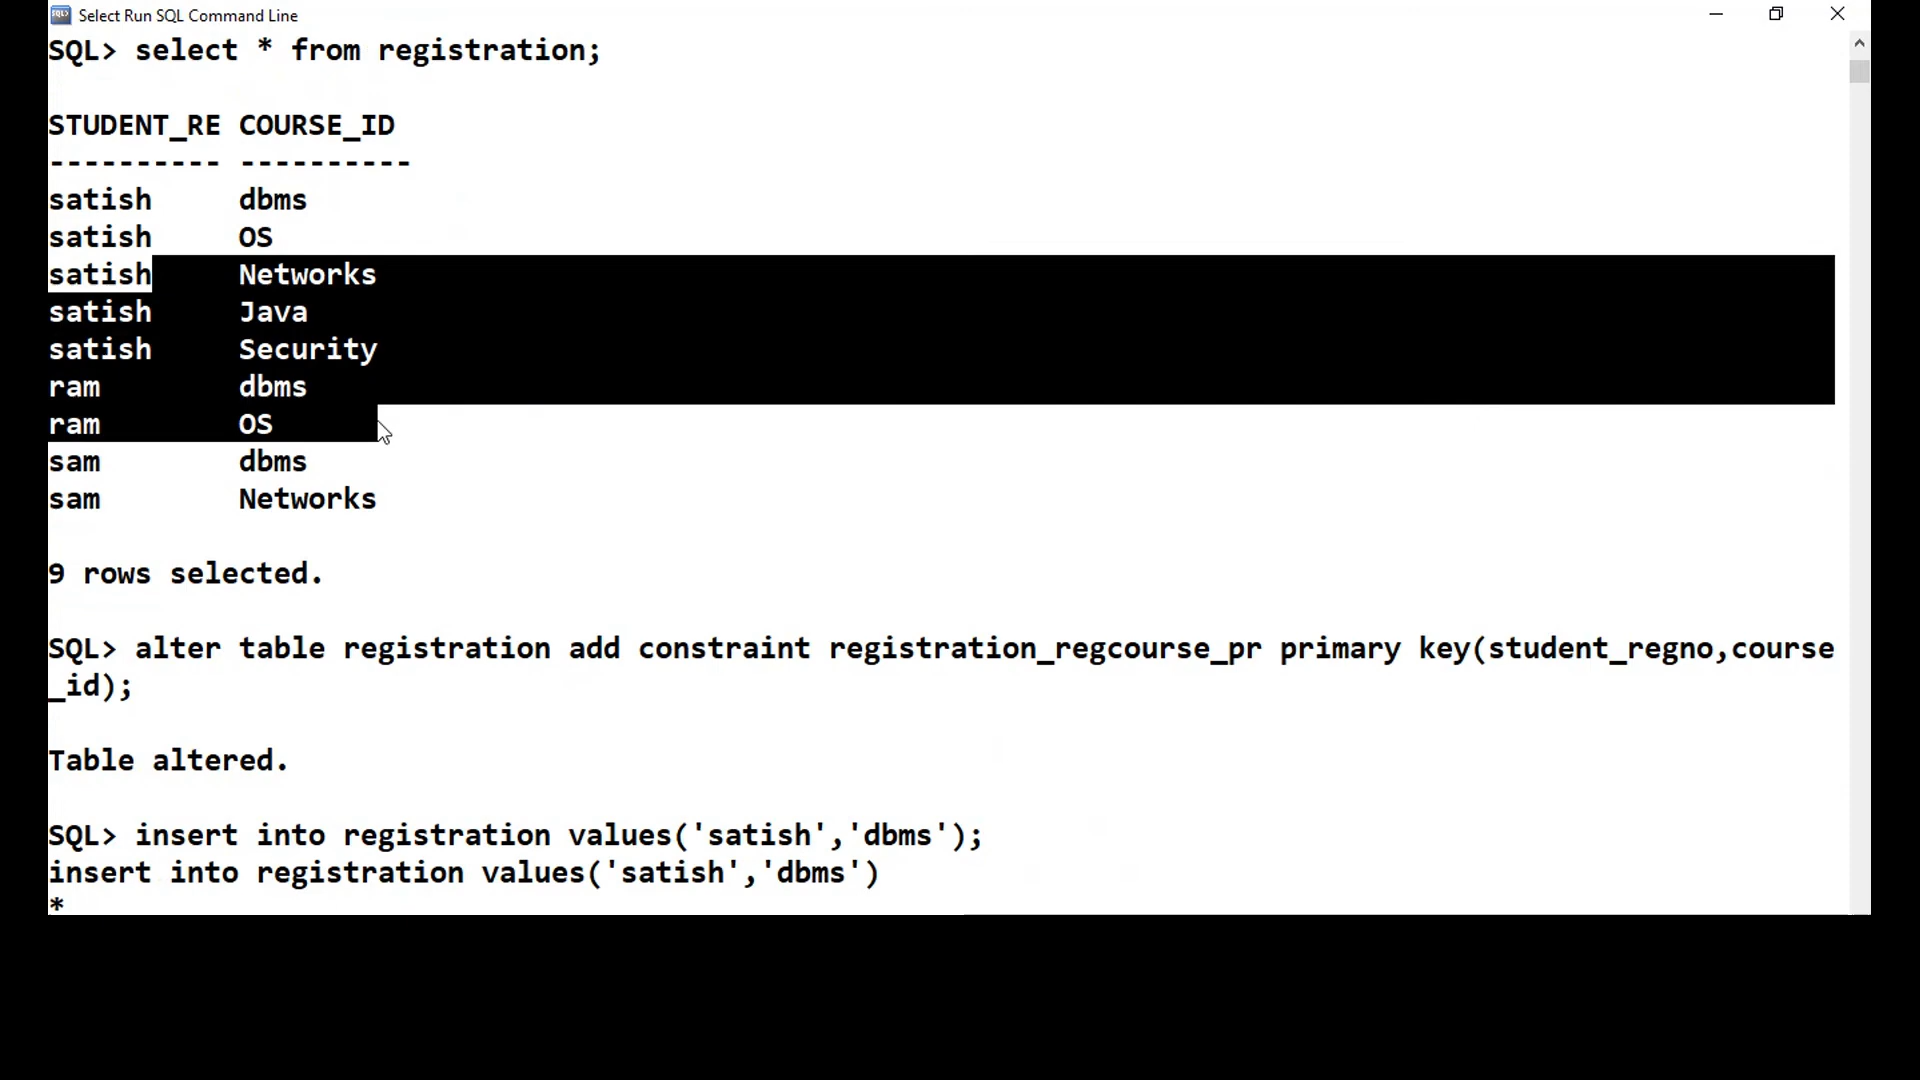 Select Run SQL Command Line
SQL> select * from registration;
STUDENT_RE COURSE_ID
---------- ----------
satish     dbms
satish     OS
satish     Networks
satish     Java
satish     Security
ram        dbms
ram        OS
sam        dbms
sam        Networks
9 rows selected.
SQL> alter table registration add constraint registration_regcourse_pr primary key(student_regno,course
_id);
Table altered.
SQL> insert into registration values('satish','dbms');
insert into registration values('satish','dbms')
*